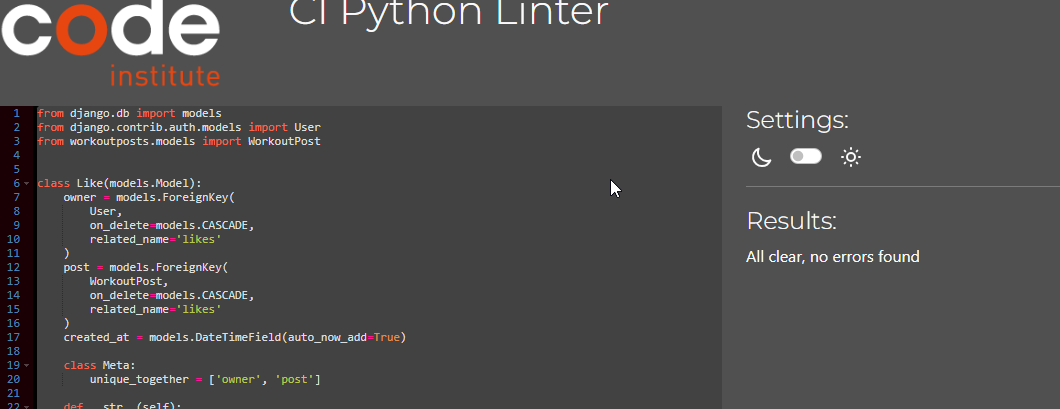 code
institute
CI Python Linter
1 from django.db import models
2 from django.contrib.auth.models import User
3 from workoutposts.models import WorkoutPost
4
5
6 class Like(models.Model):
7     owner = models.ForeignKey(
8         User,
9         on_delete=models.CASCADE,
10         related_name='likes'
11     )
12     post = models.ForeignKey(
13         WorkoutPost,
14         on_delete=models.CASCADE,
15         related_name='likes'
16     )
17     created_at = models.DateTimeField(auto_now_add=True)
18
19     class Meta:
20         unique_together = ['owner', 'post']
21
22     def __str__(self):
Settings:
Results:
All clear, no errors found